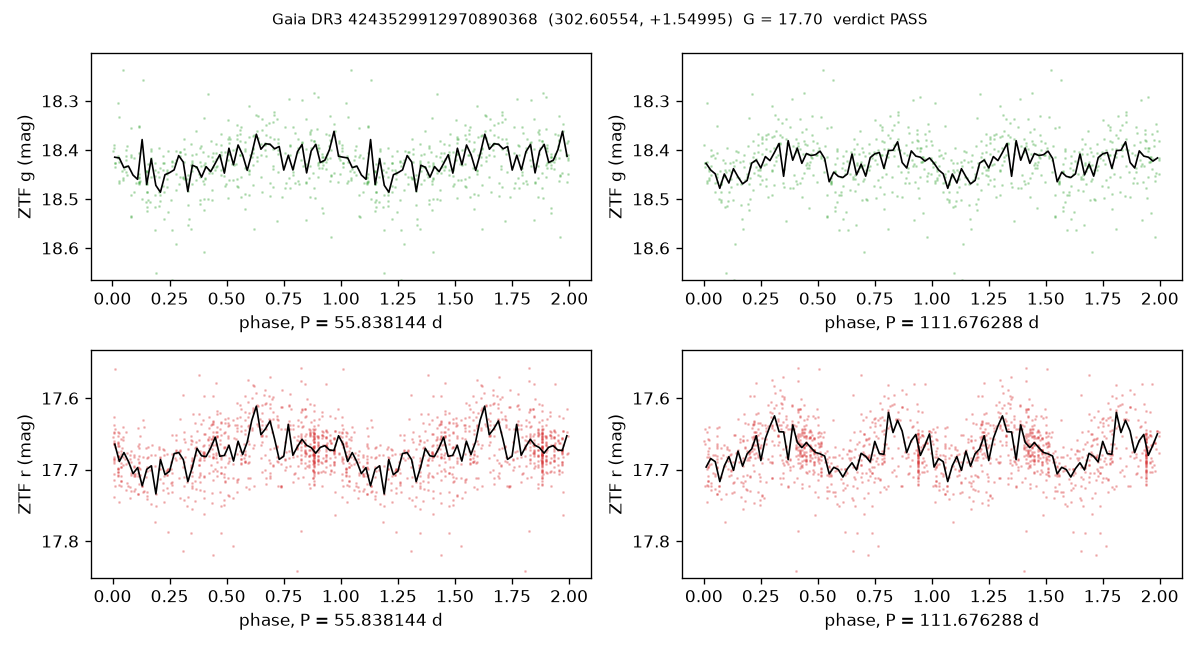 Gaia DR3 4243529912970890368  (302.60554, +1.54995)  G = 17.70  verdict PASS
ZTF g (mag)
18.3
18.4
18.5
18.6
0.00 0.25 0.50 0.75 1.00 1.25 1.50 1.75 2.00
phase, P = 55.838144 d
ZTF g (mag)
18.3
18.4
18.5
18.6
0.00 0.25 0.50 0.75 1.00 1.25 1.50 1.75 2.00
phase, P = 111.676288 d
ZTF r (mag)
17.6
17.7
17.8
0.00 0.25 0.50 0.75 1.00 1.25 1.50 1.75 2.00
phase, P = 55.838144 d
ZTF r (mag)
17.6
17.7
17.8
0.00 0.25 0.50 0.75 1.00 1.25 1.50 1.75 2.00
phase, P = 111.676288 d